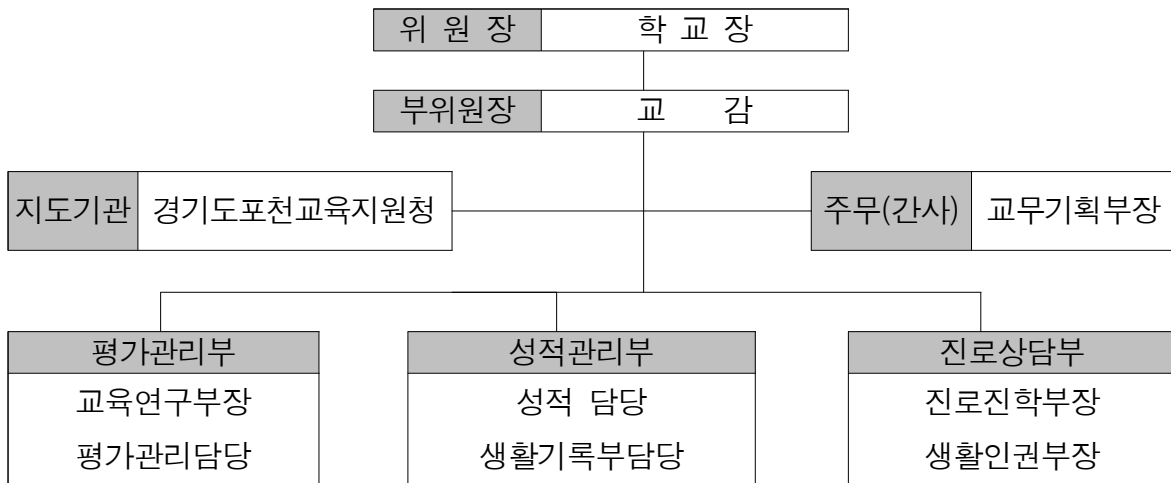 위 원 장 학 교 장
부위원장 교 감
지도기관 경기도포천교육지원청 주무(간사) 교무기획부장
평가관리부 성적관리부 진로상담부
교육연구부장 성적 담당 진로진학부장
평가관리담당 생활기록부담당 생활인권부장